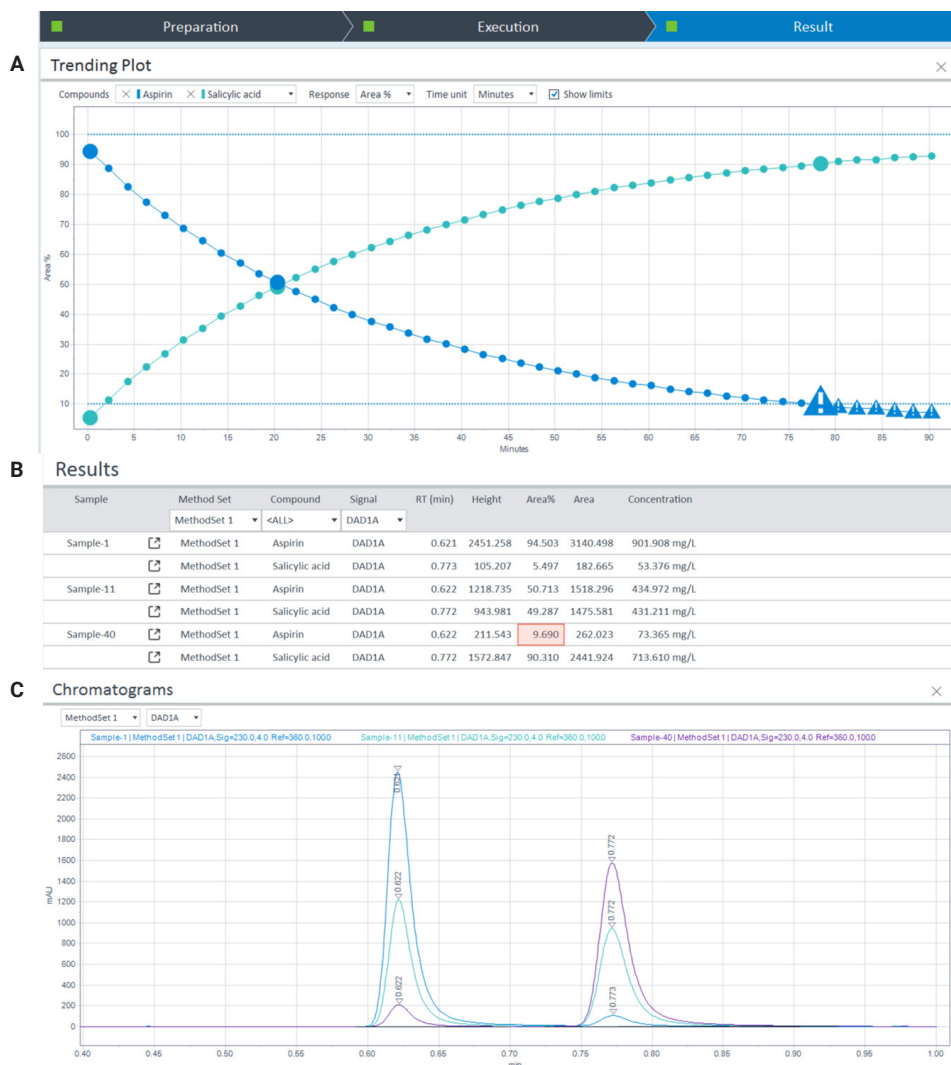 Preparation Execution Result
A Trending Plot
Compounds Aspirin Salicylic acid Response Area % Time unit Minutes Show limits
100
90
80
70
60
50
40
30
20
10
Area %
0 5 10 15 20 25 30 35 40 45 50 55 60 65 70 75 80 85 90
Minutes
B Results
Sample Method Set Compound Signal RT (min) Height Area% Area Concentration
MethodSet 1 <ALL> DAD1A
Sample-1 MethodSet 1 Aspirin DAD1A 0.621 2451.258 94.503 3140.498 901.908 mg/L
MethodSet 1 Salicylic acid DAD1A 0.773 105.207 5.497 182.665 53.376 mg/L
Sample-11 MethodSet 1 Aspirin DAD1A 0.622 1218.735 50.713 1518.296 434.972 mg/L
MethodSet 1 Salicylic acid DAD1A 0.772 943.981 49.287 1475.581 431.211 mg/L
Sample-40 MethodSet 1 Aspirin DAD1A 0.622 211.543 9.690 262.023 73.365 mg/L
MethodSet 1 Salicylic acid DAD1A 0.772 1572.847 90.310 2441.924 713.610 mg/L
C Chromatograms
MethodSet 1 DAD1A
Sample-1 | MethodSet 1 | DAD1A,Sig=230.0,4.0 Ref=360.0,100.0 Sample-11 | MethodSet 1 | DAD1A,Sig=230.0,4.0 Ref=360.0,100.0 Sample-40 | MethodSet 1 | DAD1A,Sig=230.0,4.0 Ref=360.0,100.0
2600
2400
2200
2000
1800
1600
1400
1200
1000
800
600
400
200
0
mAU
0.621
0.622
0.622
0.772
0.772
0.773
0.40 0.45 0.50 0.55 0.60 0.65 0.70 0.75 0.80 0.85 0.90 0.95 1.00
min